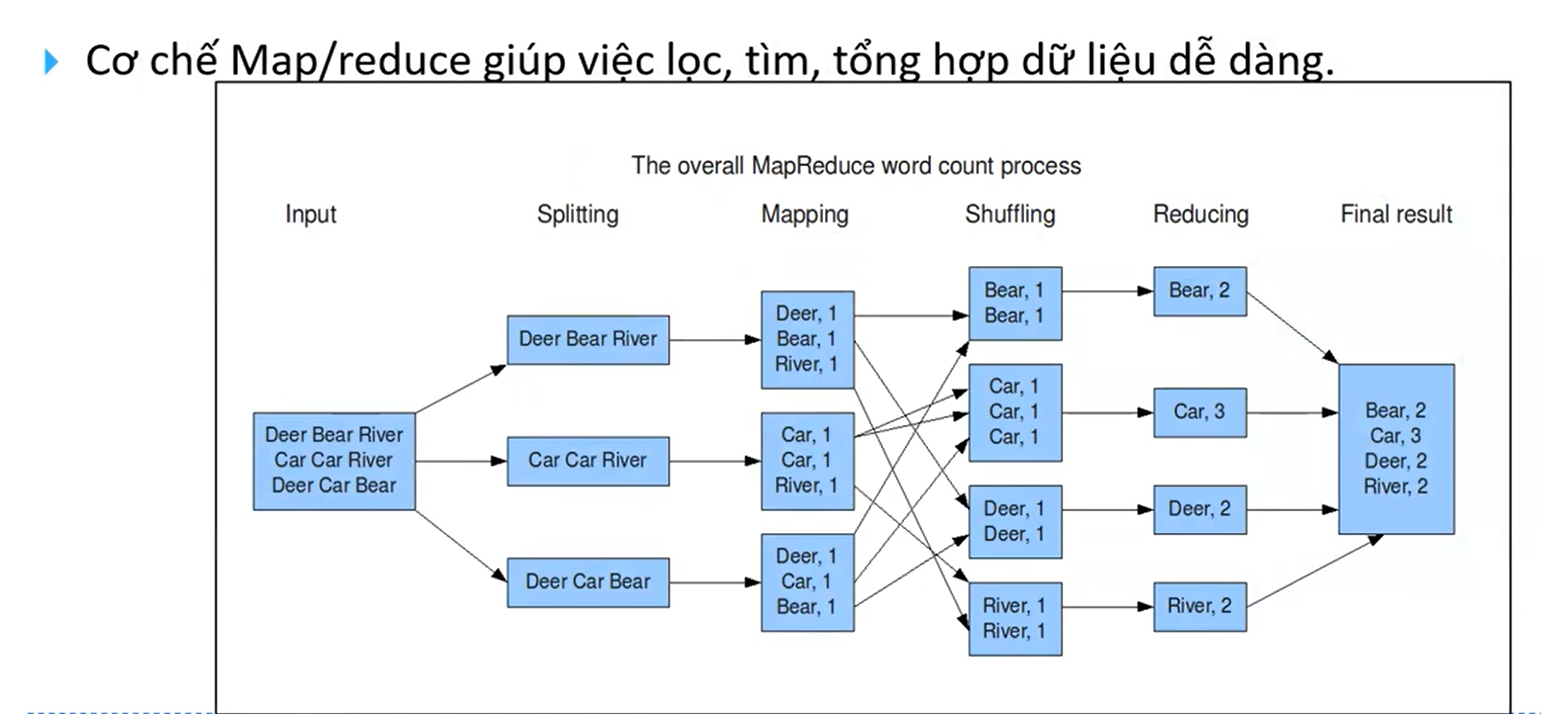 Cơ chế Map/reduce giúp việc lọc, tìm, tổng hợp dữ liệu dễ dàng.
The overall MapReduce word count process
Input
Splitting
Mapping
Shuffling
Reducing
Final result
Deer Bear River
Car Car River
Deer Car Bear
Deer Bear River
Car Car River
Deer Car Bear
Deer, 1
Bear, 1
River, 1
Car, 1
Car, 1
River, 1
Deer, 1
Car, 1
Bear, 1
Bear, 1
Bear, 1
Car, 1
Car, 1
Car, 1
Deer, 1
Deer, 1
River, 1
River, 1
Bear, 2
Car, 3
Deer, 2
River, 2
Bear, 2
Car, 3
Deer, 2
River, 2